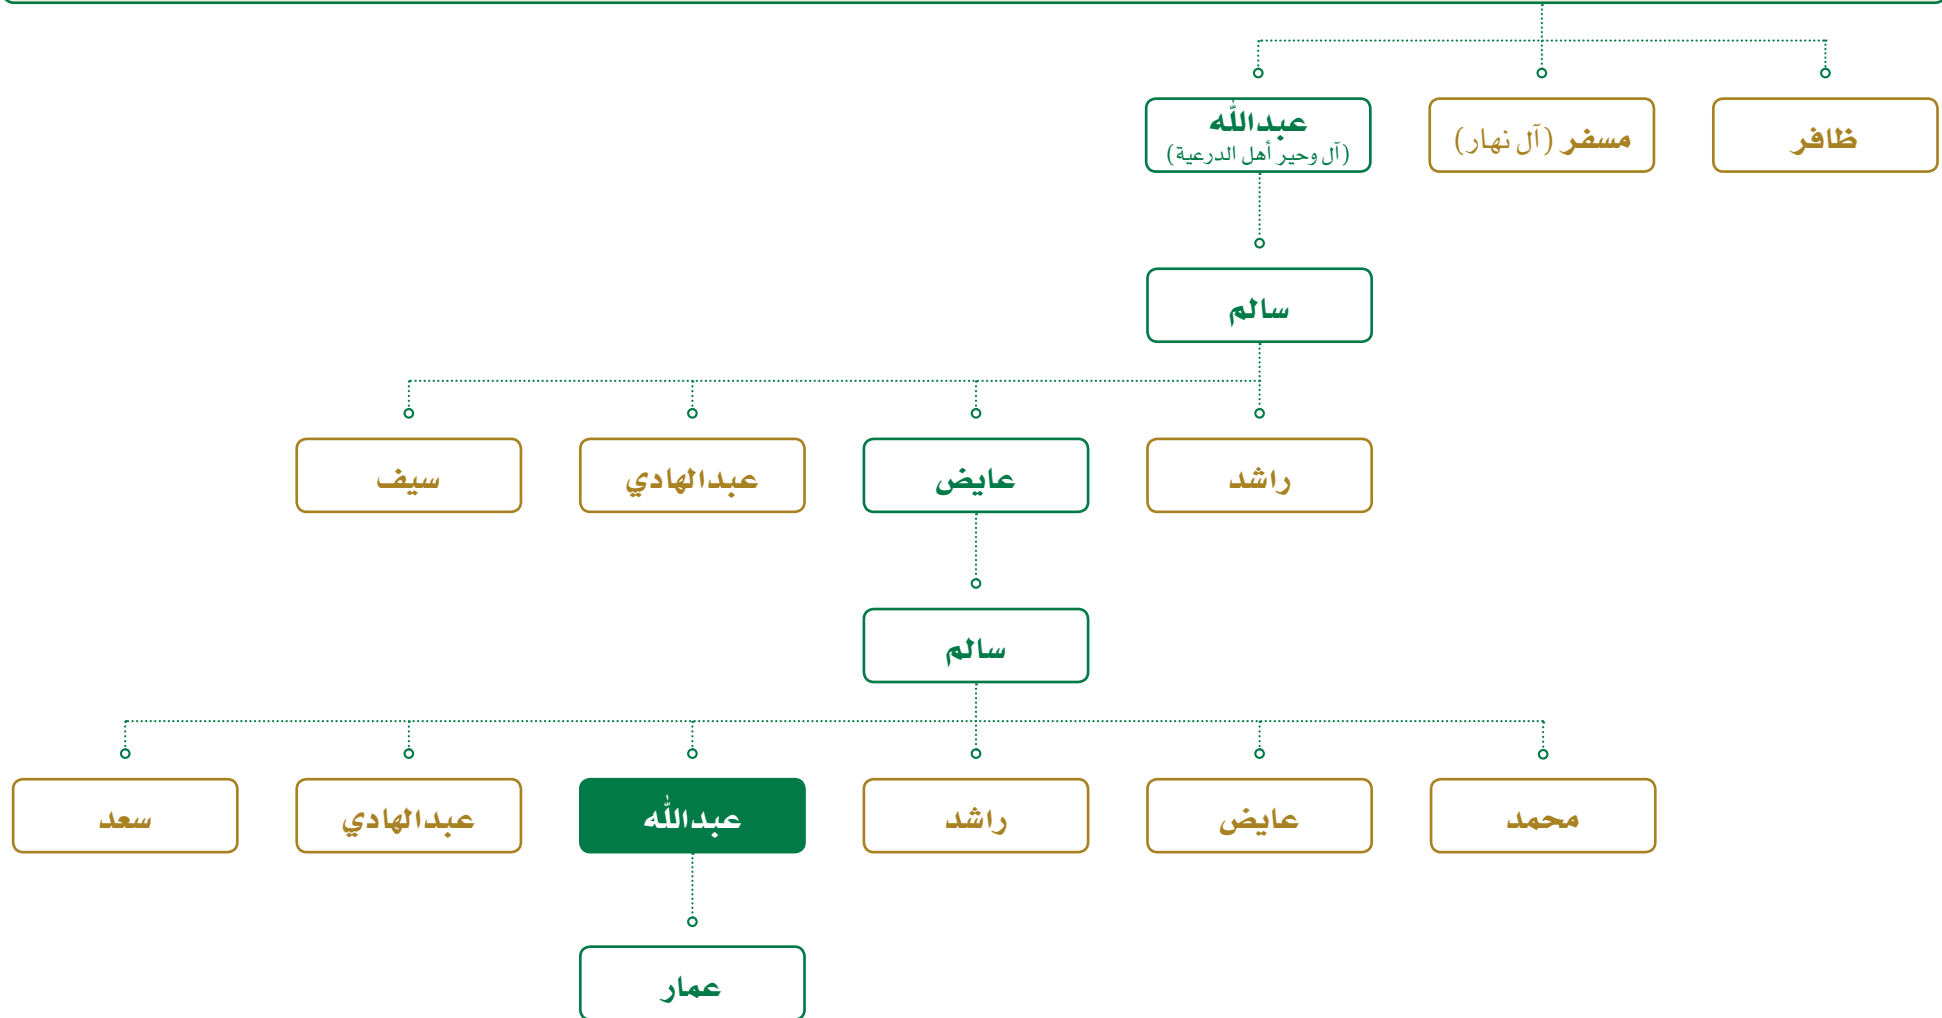 ظافر
مسفر (آل نهار)
عبدالله
(آل وحير أهل الدرعية)
سالم
راشد
عايض
عبدالهادي
سيف
سالم
محمد
عايض
راشد
عبدالله
عبدالهادي
سعد
عمار